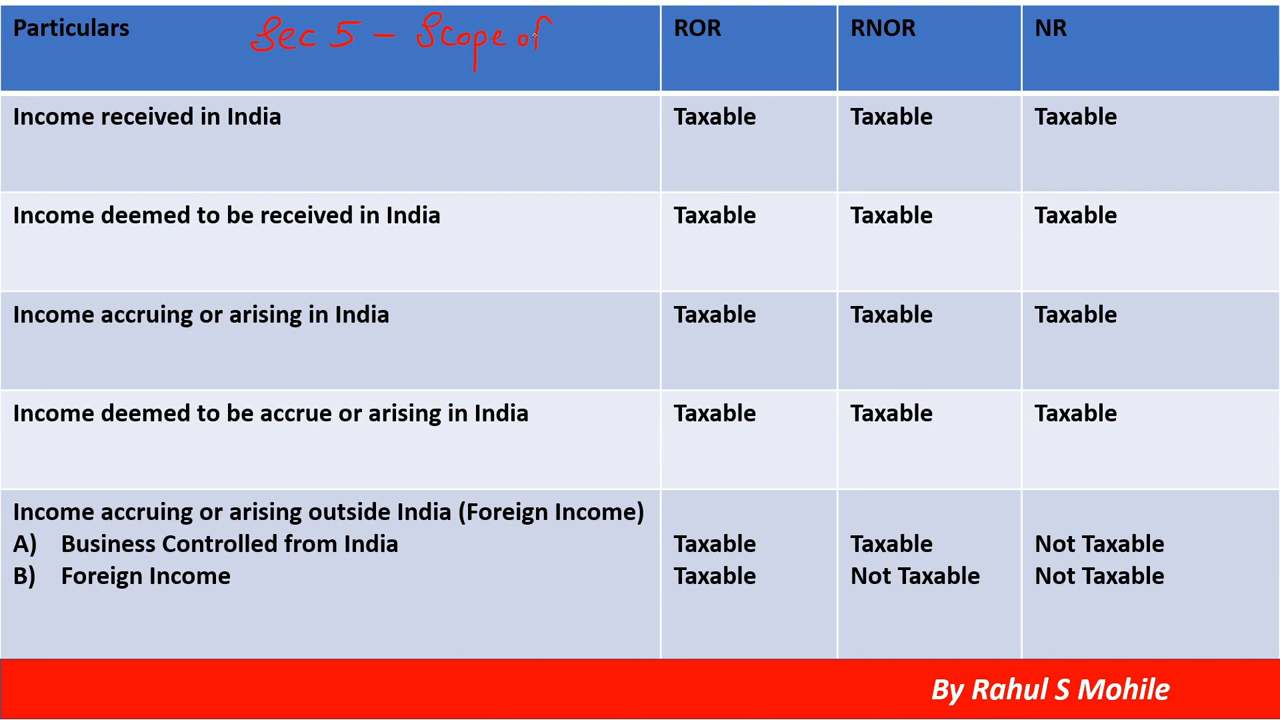 Particulars Sec 5 - Scope of ROR RNOR NR
Income received in India Taxable Taxable Taxable
Income deemed to be received in India Taxable Taxable Taxable
Income accruing or arising in India Taxable Taxable Taxable
Income deemed to be accrue or arising in India Taxable Taxable Taxable
Income accruing or arising outside India (Foreign Income)
A) Business Controlled from India Taxable Taxable Not Taxable
B) Foreign Income Taxable Not Taxable Not Taxable
By Rahul S Mohile